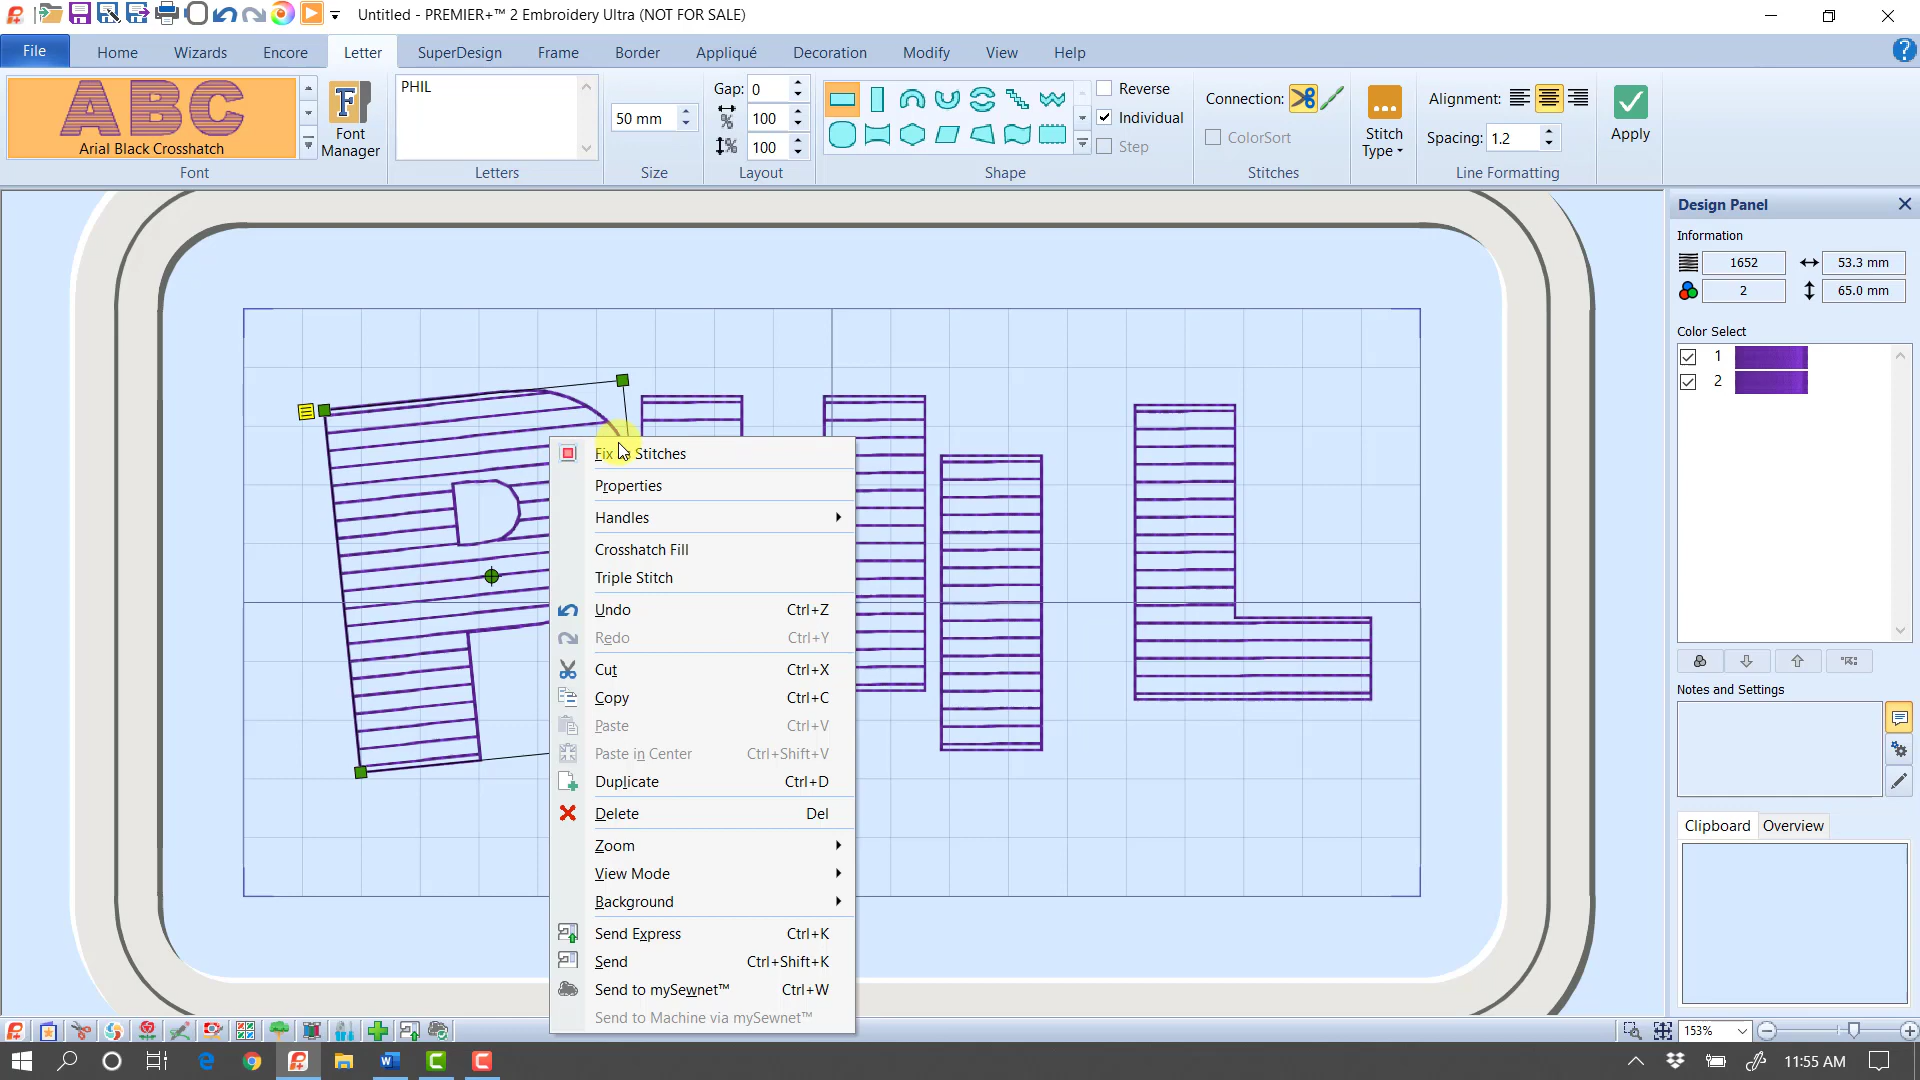 Untitled - PREMIER+™ 2 Embroidery Ultra (NOT FOR SALE)
File Home Wizards Encore Letter SuperDesign Frame Border Appliqué Decoration Modify View Help
ABC
Arial Black Crosshatch
Font Manager
Font
PHIL
Letters
50 mm
Size
Gap: 0
100
100
Layout
Reverse
Individual
Step
Shape
Connection:
ColorSort
Stitches
Stitch Type
Alignment:
Spacing: 1.2
Line Formatting
Apply
Design Panel
Information
1652 53.3 mm
2 65.0 mm
Color Select
1
2
Notes and Settings
Clipboard Overview
Stitches
Properties
Handles
Crosshatch Fill
Triple Stitch
Undo Ctrl+Z
Redo Ctrl+Y
Cut Ctrl+X
Copy Ctrl+C
Paste Ctrl+V
Paste in Center Ctrl+Shift+V
Duplicate Ctrl+D
Delete Del
Zoom
View Mode
Background
Send Express Ctrl+K
Send Ctrl+Shift+K
Send to mySewnet™ Ctrl+W
Send to Machine via mySewnet™
153%
11:55 AM